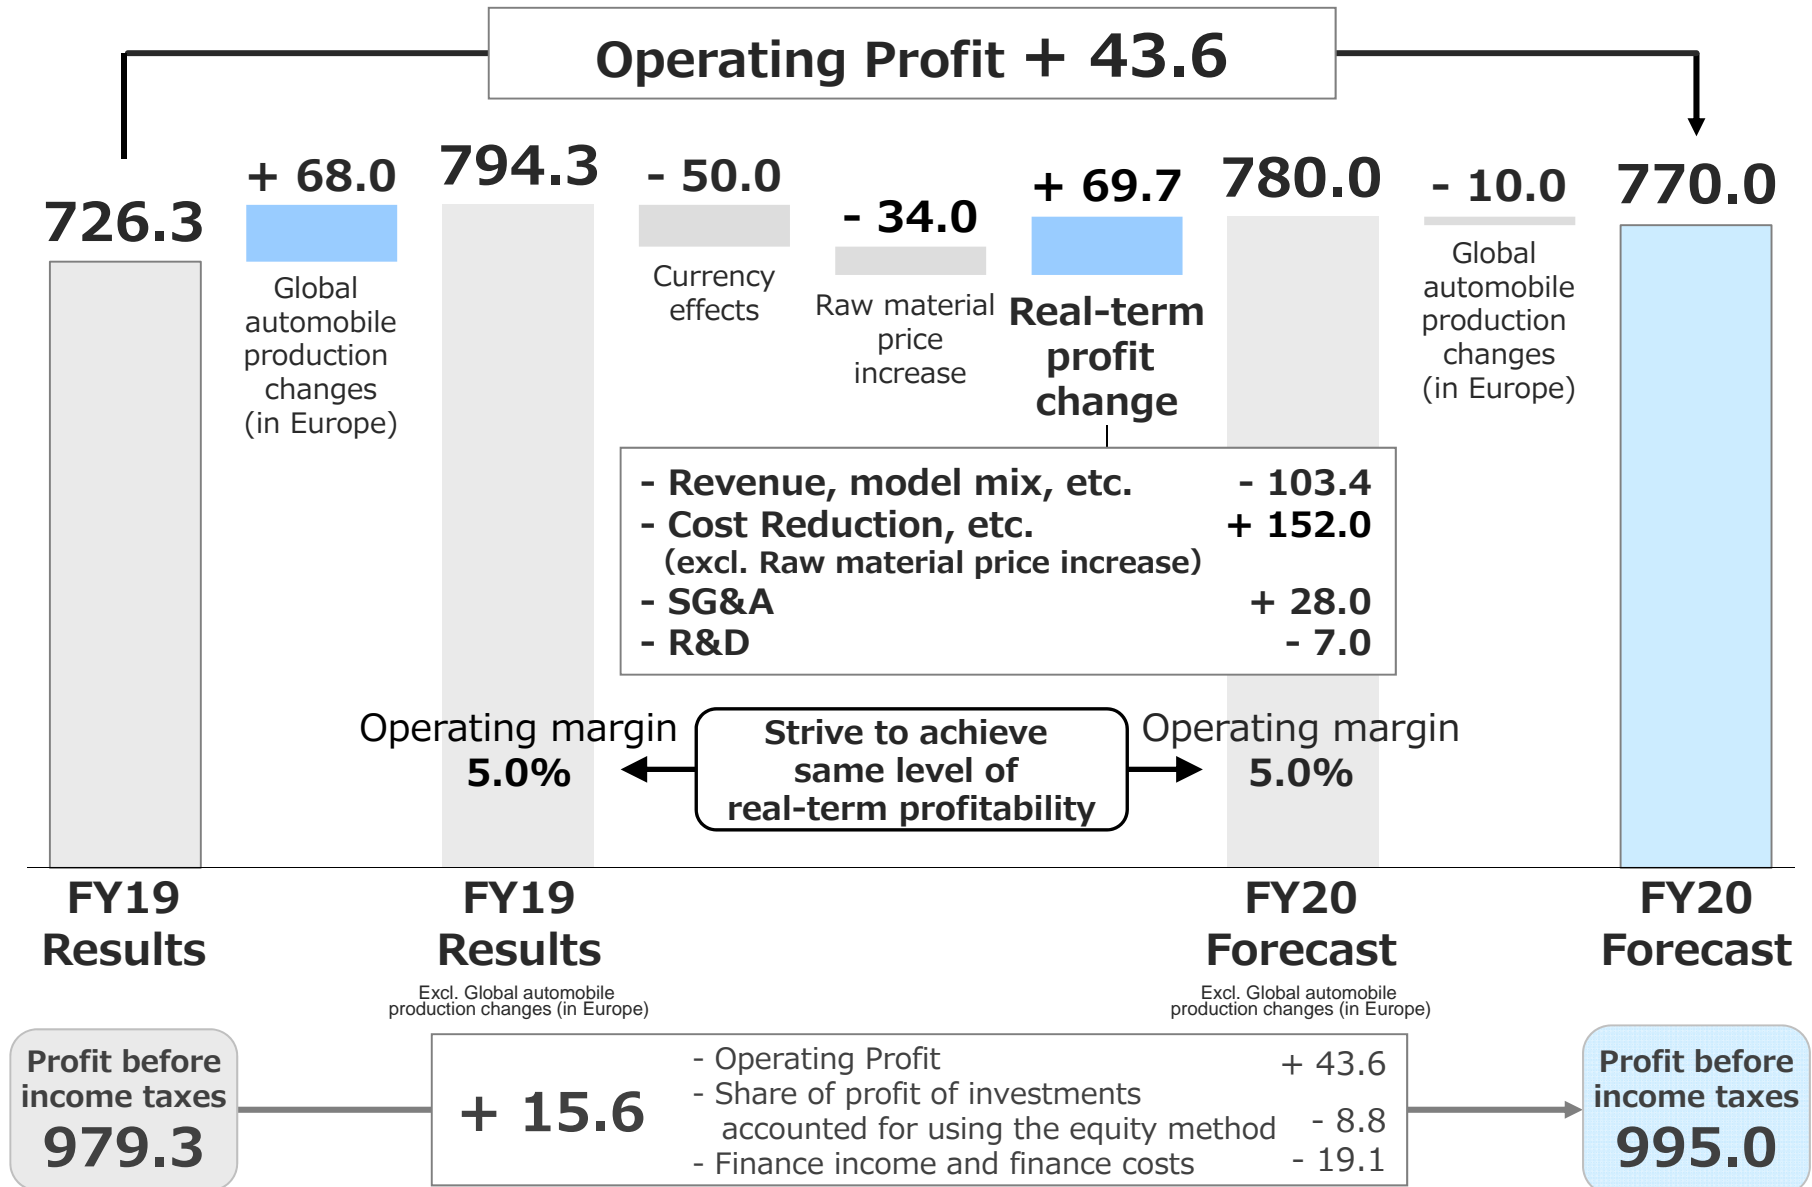 Operating Profit + 43.6
726.3
+ 68.0
Global
automobile
production
changes
(in Europe)
794.3
- 50.0
Currency
effects
- 34.0
Raw material
price
increase
+ 69.7
Real-term
profit
change
780.0
- 10.0
Global
automobile
production
changes
(in Europe)
770.0
- Revenue, model mix, etc. - 103.4
- Cost Reduction, etc. + 152.0
(excl. Raw material price increase)
- SG&A + 28.0
- R&D - 7.0
Operating margin
5.0%
Strive to achieve
same level of
real-term profitability
Operating margin
5.0%
FY19
Results
FY19
Results
Excl. Global automobile
production changes (in Europe)
FY20
Forecast
Excl. Global automobile
production changes (in Europe)
FY20
Forecast
Profit before
income taxes
979.3
+ 15.6
- Operating Profit + 43.6
- Share of profit of investments
accounted for using the equity method - 8.8
- Finance income and finance costs - 19.1
Profit before
income taxes
995.0